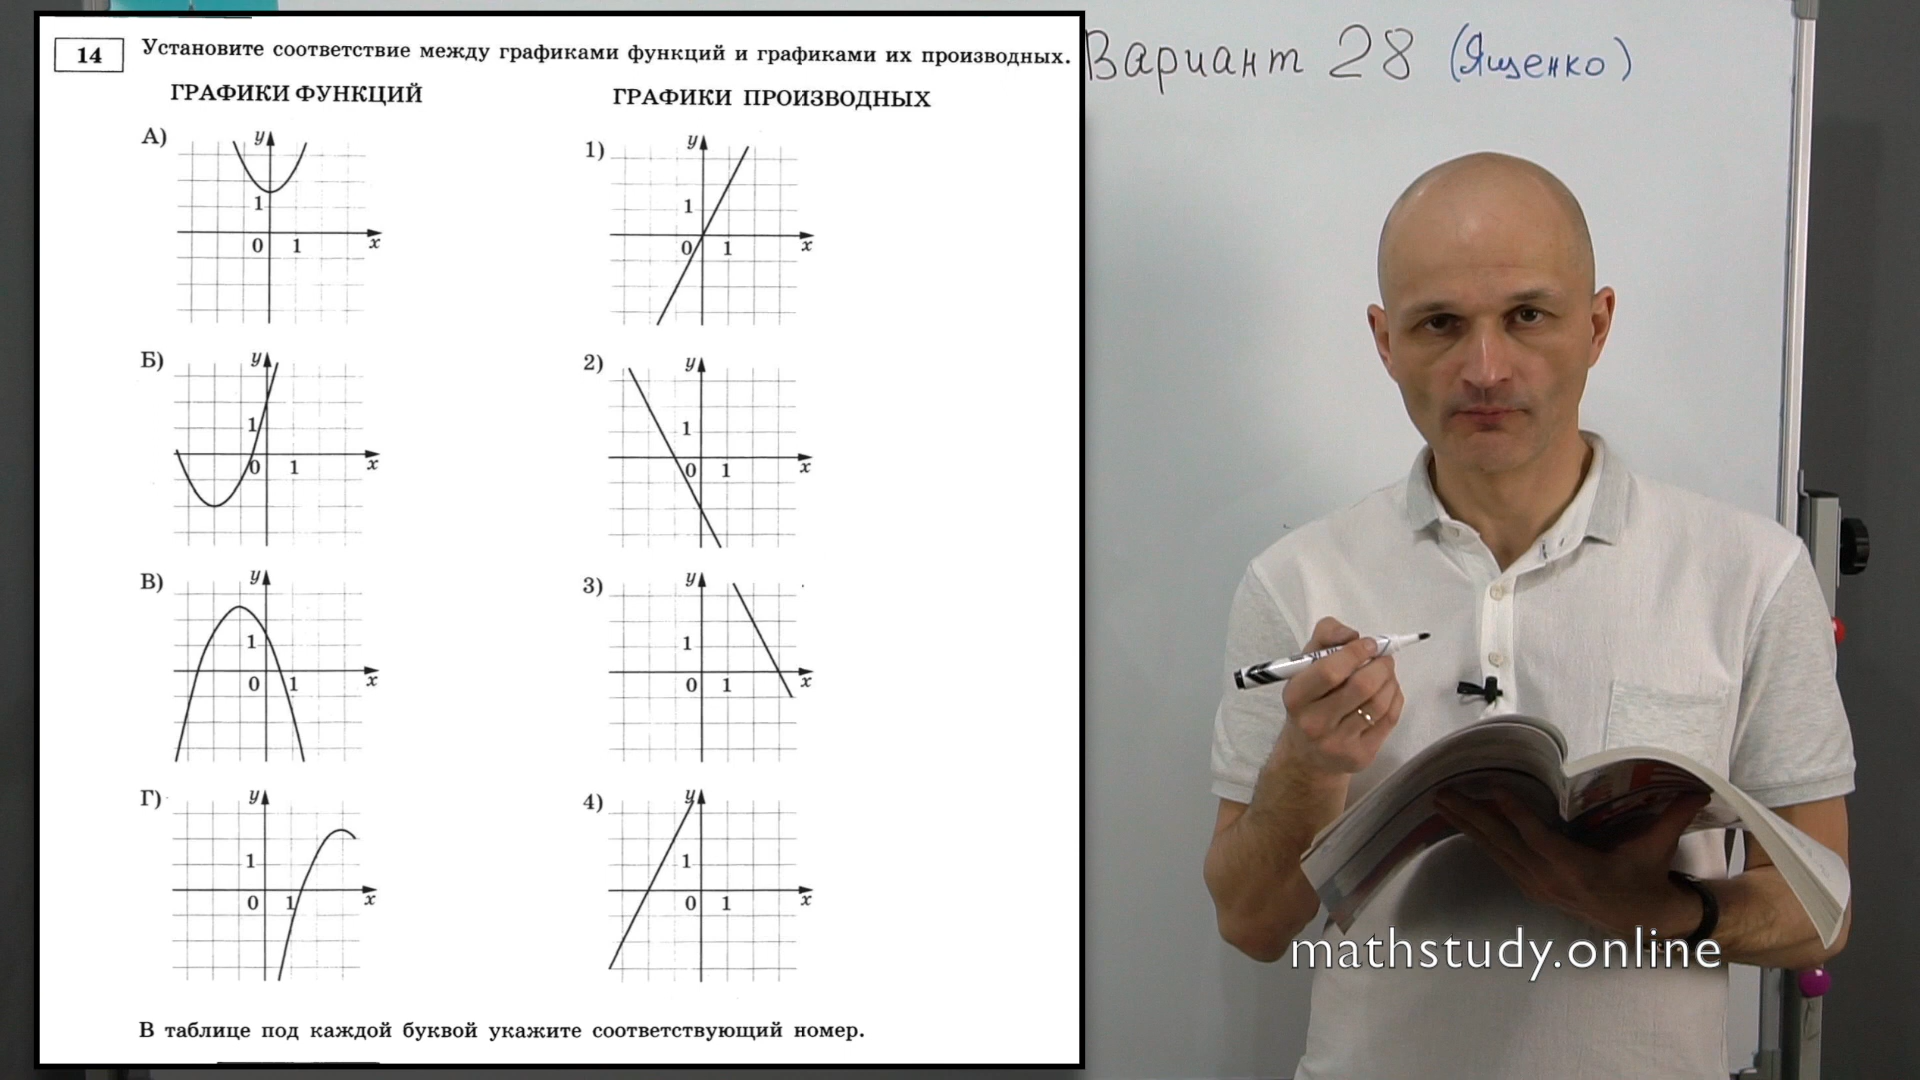 14 Установите соответствие между графиками функций и графиками их производных.
Вариант 28 (Ященко)
ГРАФИКИ ФУНКЦИЙ
ГРАФИКИ ПРОИЗВОДНЫХ
А) y 1 0 1 x
1) y 1 0 1 x
Б) y 1 0 1 x
2) y 1 0 1 x
В) y 1 0 1 x
3) y 1 0 1 x
Г) y 1 0 1 x
4) y 1 0 1 x
В таблице под каждой буквой укажите соответствующий номер.
mathstudy.online